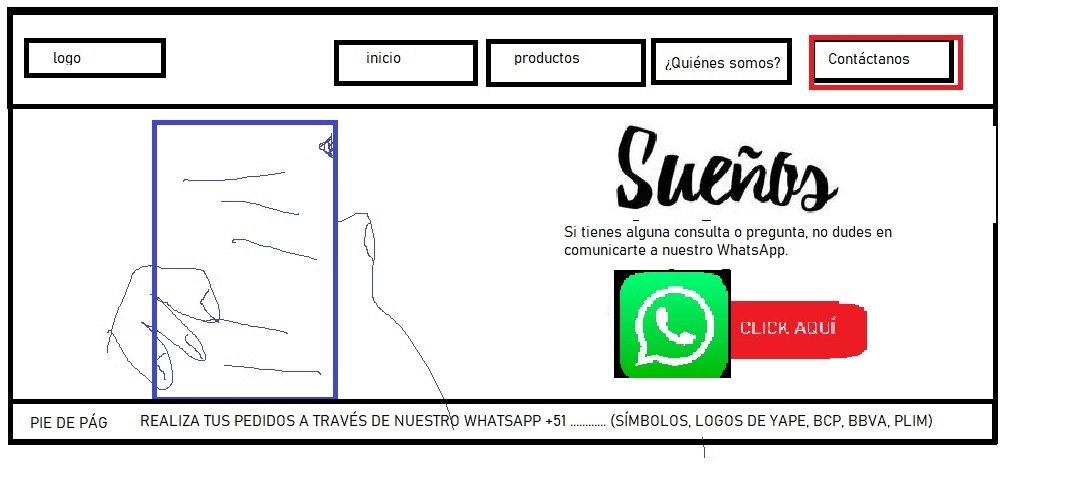 logo
inicio
productos
¿Quiénes somos?
Contáctanos
Sueños
Si tienes alguna consulta o pregunta, no dudes en
comunicarte a nuestro WhatsApp.
CLICK AQUÍ
PIE DE PÁG
REALIZA TUS PEDIDOS A TRAVÉS DE NUESTRO WHATSAPP +51 ............ (SÍMBOLOS, LOGOS DE YAPE, BCP, BBVA, PLIM)